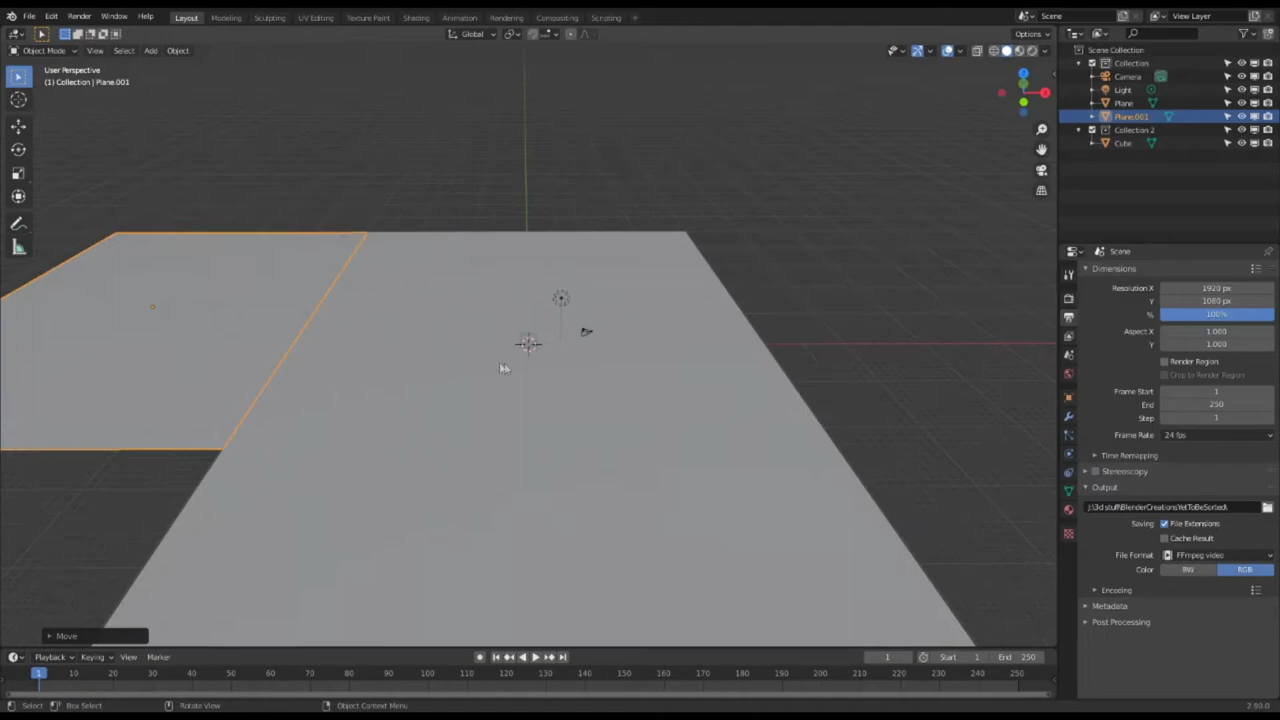 File Edit Render Window Help Layout Modeling Sculpting UV Editing Texture Paint Shading Animation Rendering Compositing Scripting + Scene View Layer
Global Options
Object Mode View Select Add Object
User Perspective
(1) Collection | Plane.001
X
Scene Collection
Collection
Camera
Light
Plane
Plane.001
Collection 2
Cube
Scene
Dimensions
Resolution X 1920 px
Y 1080 px
% 100%
Aspect X 1.000
Y 1.000
Render Region
Crop to Render Region
Frame Start 1
End 250
Step 1
Frame Rate 24 fps
Time Remapping
Stereoscopy
Output
J:\3d stuff\BlenderCreationsYetToBeSorted\
Saving File Extensions
Cache Result
File Format FFmpeg video
Color BW RGB
Encoding
Metadata
Post Processing
Move
Playback Keying View Marker 1 Start 1 End 250
1 10 20 30 40 50 60 70 80 90 100 110 120 130 140 150 160 170 180 190 200 210 220 230 240 250
Select Box Select Rotate View Object Context Menu 2.90.0